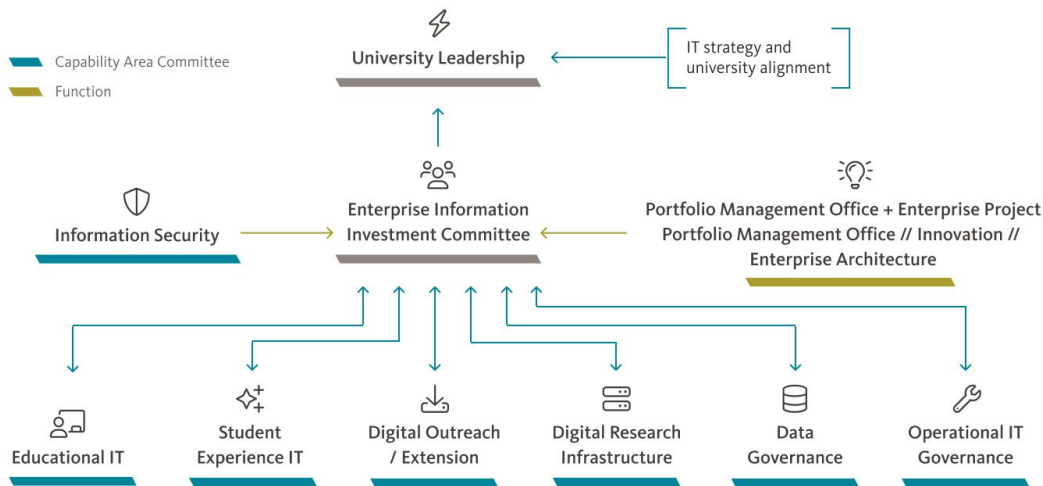 University Leadership
IT strategy and
university alignment
Capability Area Committee
Function
Information Security
Enterprise Information
Investment Committee
Portfolio Management Office + Enterprise Project
Portfolio Management Office // Innovation //
Enterprise Architecture
Educational IT
Student
Experience IT
Digital Outreach
/ Extension
Digital Research
Infrastructure
Data
Governance
Operational IT
Governance